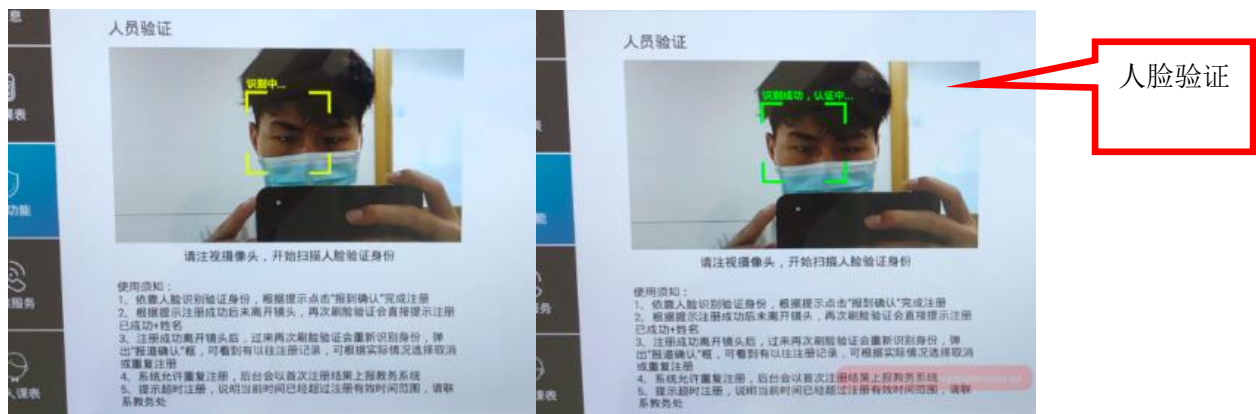 息
人员验证
识别中...
课表
功能
服务
人课表
请注视摄像头，开始扫描人脸验证身份
使用须知：
1、依靠人脸识别验证身份，根据提示点击“报到确认”完成注册
2、根据提示注册成功后未离开镜头，再次刷脸验证会直接提示注册
已成功+姓名
3、注册成功离开镜头后，过来再次刷脸验证会重新识别身份，弹
出“报道确认”框，可看到有以往注册记录，可根据实际情况选择取消
或重复注册
4、系统允许重复注册，后台会以首次注册结果上报教务系统
5、提示超时注册，说明当前时间已经超过注册有效时间范围，请联
系教务处
人员验证
识别成功，认证中...
表
能
务
课表
请注视摄像头，开始扫描人脸验证身份
使用须知：
1、依靠人脸识别验证身份，根据提示点击“报到确认”完成注册
2、根据提示注册成功后未离开镜头，再次刷脸验证会直接提示注册
已成功+姓名
3、注册成功离开镜头后，过来再次刷脸验证会重新识别身份，弹
出“报道确认”框，可看到有以往注册记录，可根据实际情况选择取消
或重复注册
4、系统允许重复注册，后台会以首次注册结果上报教务系统
5、提示超时注册，说明当前时间已经超过注册有效时间范围，请联
系教务处
人脸验证